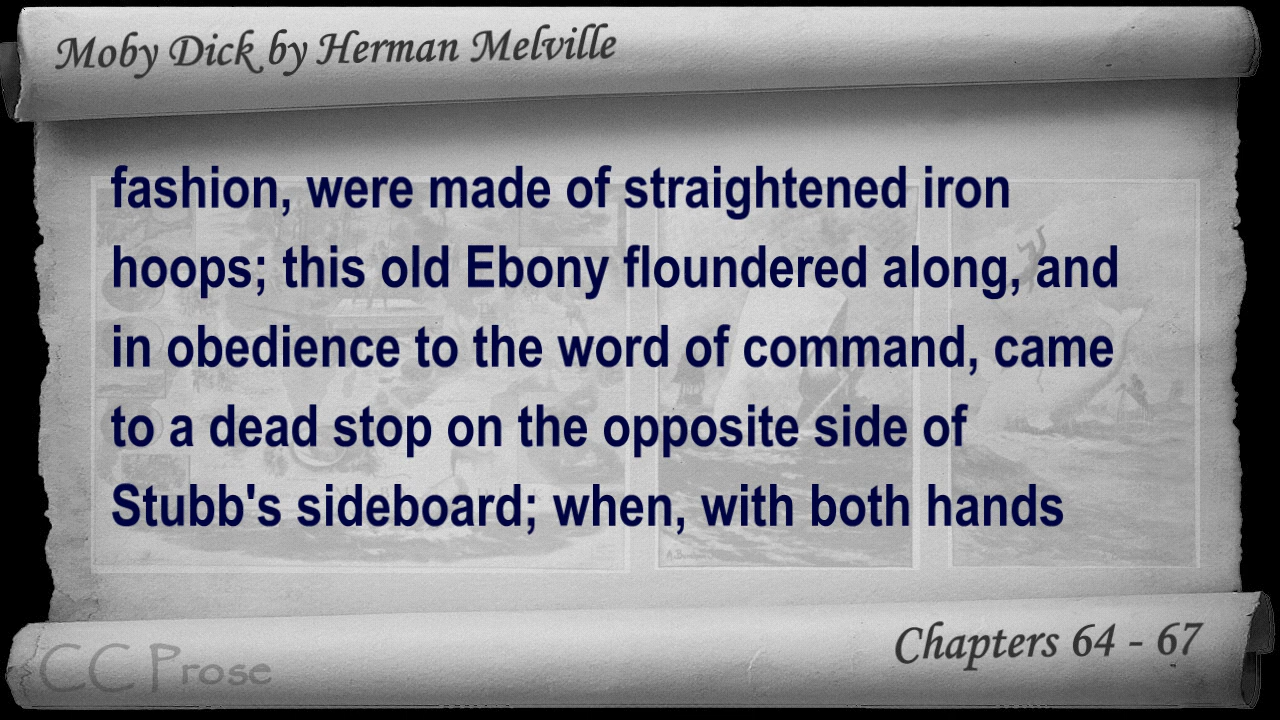 Moby Dick by Herman Melville
fashion, were made of straightened iron
hoops; this old Ebony floundered along, and
in obedience to the word of command, came
to a dead stop on the opposite side of
Stubb's sideboard; when, with both hands
Chapters 64 - 67
CC Prose